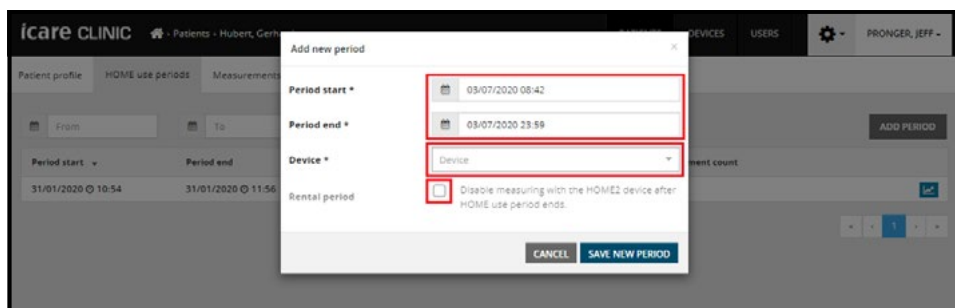 icare CLINIC
Patients - Hubert, Gerh
DEVICES
USERS
PRONGER, JEFF
Add new period
×
Patient profile
HOME use periods
Measurements
Period start *
03/07/2020 08:42
Period end *
03/07/2020 23:59
From
To
ADD PERIOD
Device *
Device
Period start
Period end
ment count
31/01/2020 10:54
31/01/2020 11:56
Rental period
Disable measuring with the HOME2 device after
HOME use period ends.
« ‹ 1 › »
CANCEL
SAVE NEW PERIOD